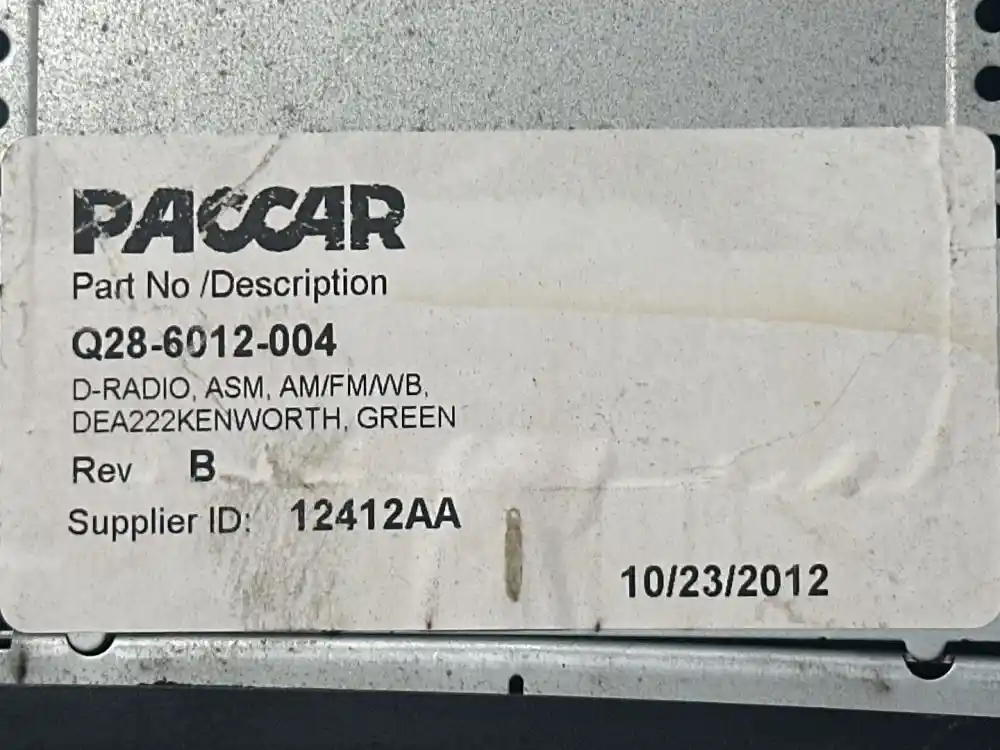 PACCAR
Part No /Description
Q28-6012-004
D-RADIO, ASM, AM/FM/WB,
DEA222KENWORTH, GREEN
Rev B
Supplier ID: 12412AA
10/23/2012